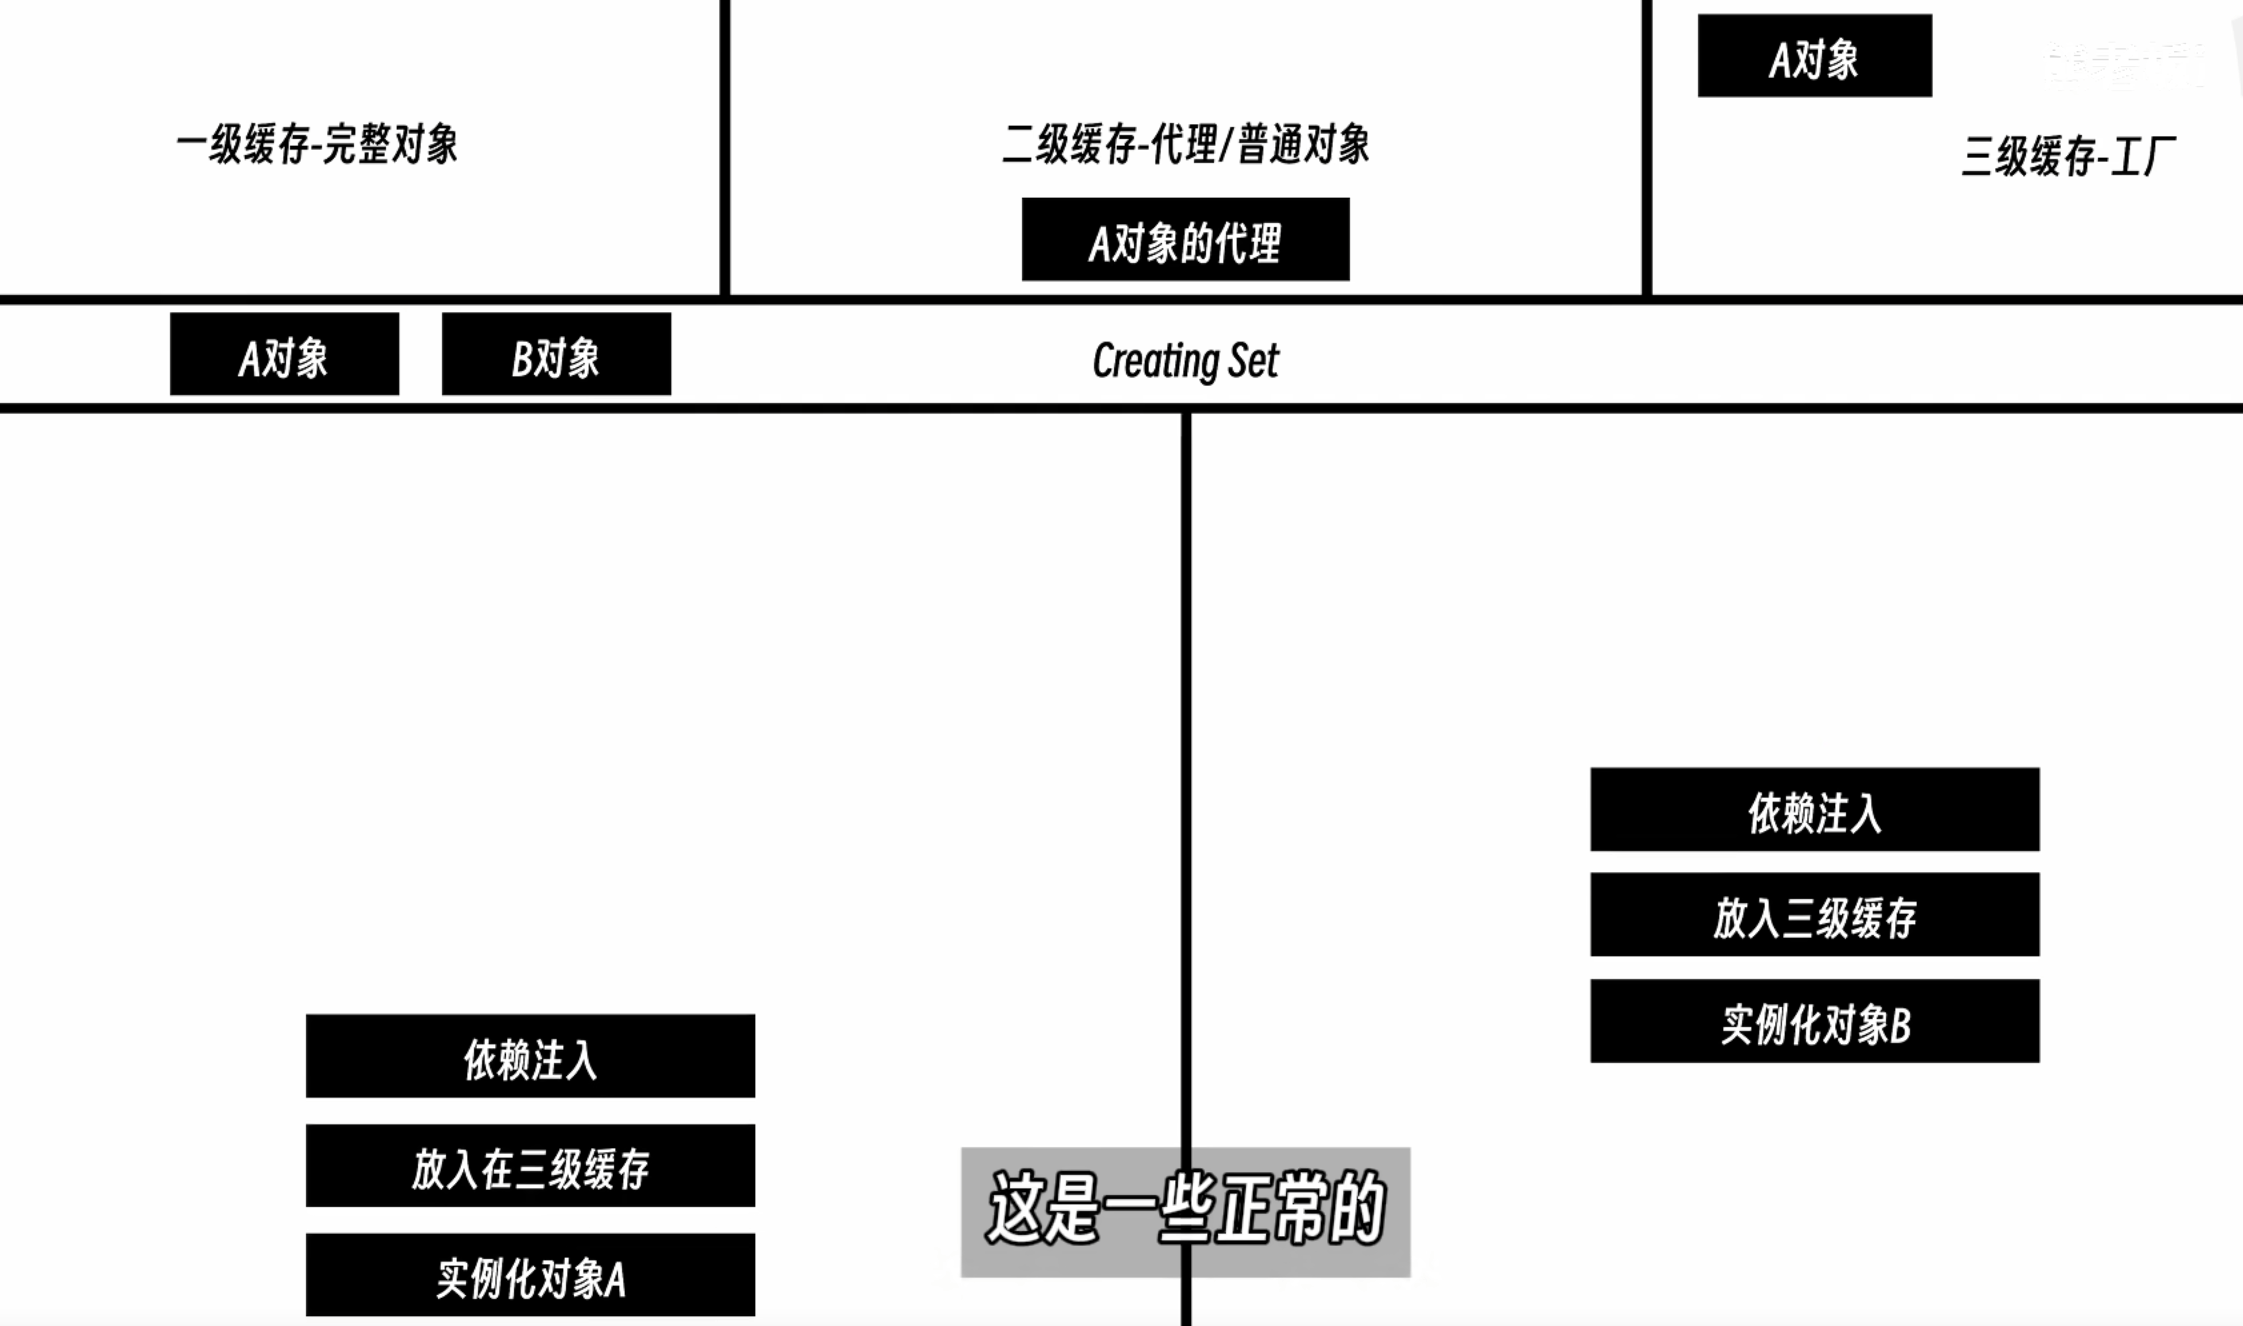 A对象
一级缓存-完整对象
二级缓存-代理/普通对象
三级缓存-工厂
A对象的代理
A对象
B对象
Creating Set
依赖注入
放入三级缓存
实例化对象B
依赖注入
放入在三级缓存
实例化对象A
这是一些正常的